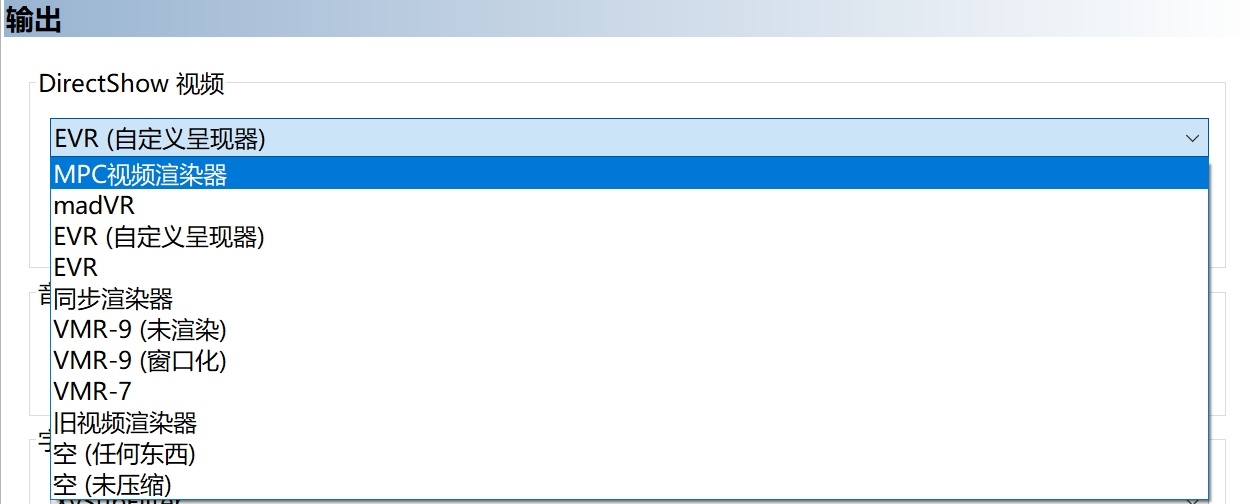 输出
DirectShow 视频
EVR (自定义呈现器)
MPC视频渲染器
madVR
EVR (自定义呈现器)
EVR
同步渲染器
VMR-9 (未渲染)
VMR-9 (窗口化)
VMR-7
旧视频渲染器
空 (任何东西)
空 (未压缩)